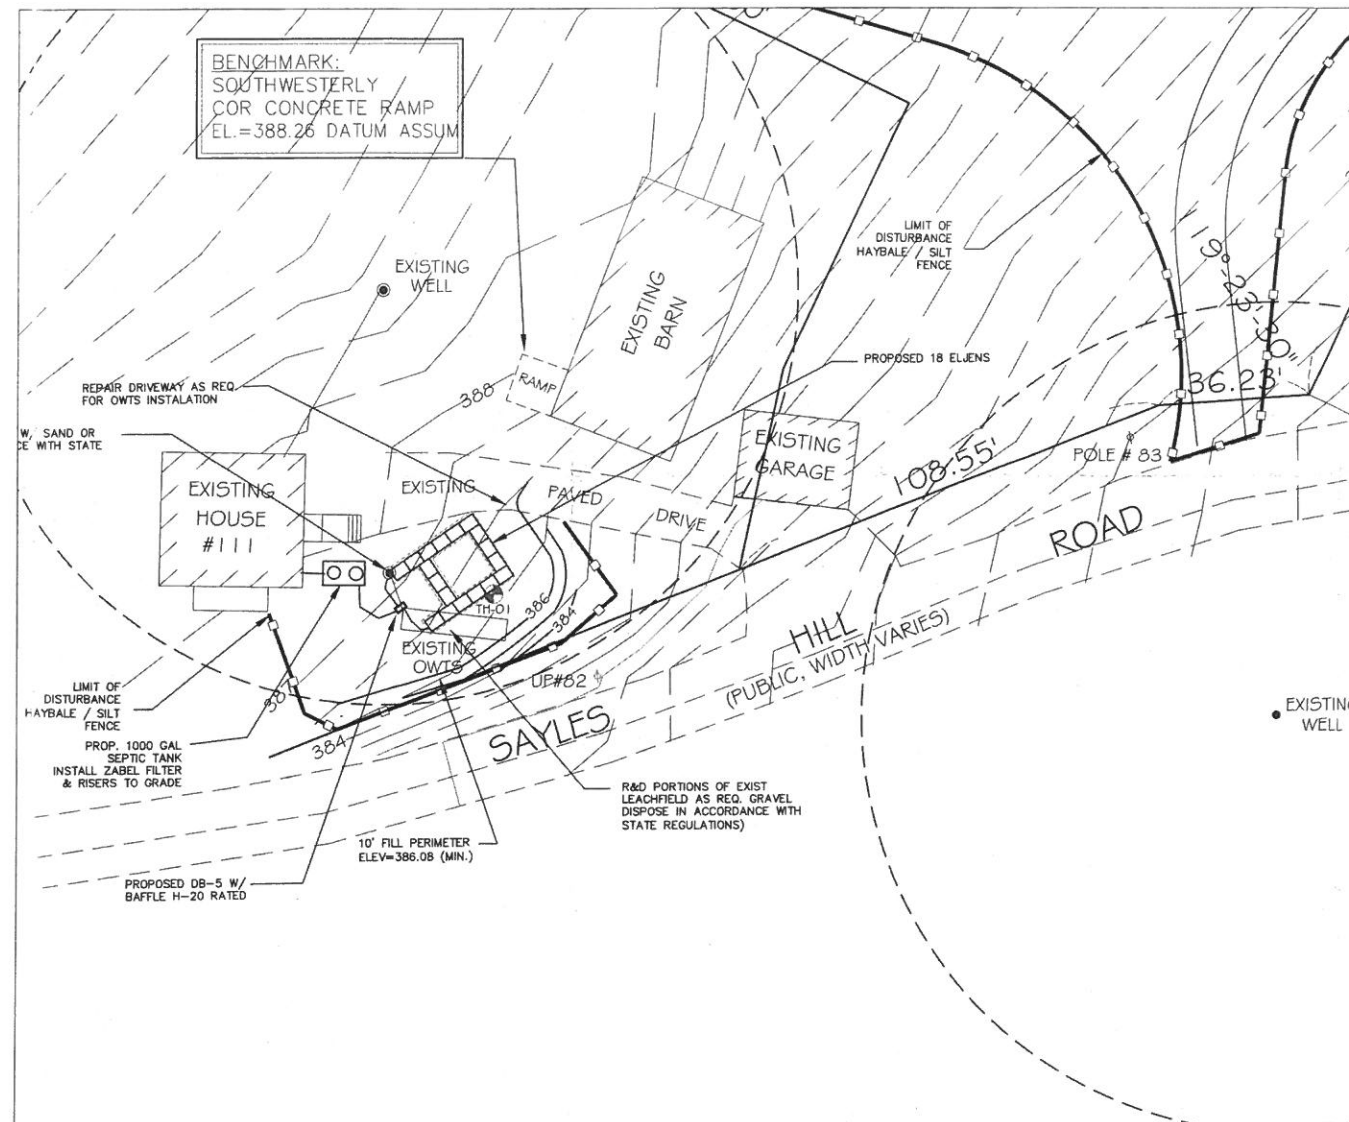 BENCHMARK:
SOUTHWESTERLY
COR CONCRETE RAMP
EL.=388.26 DATUM ASSUM
LIMIT OF
DISTURBANCE
HAYBALE / SILT
FENCE
19°-23'-30"
EXISTING
WELL
EXISTING
BARN
PROPOSED 18 ELJENS
36.23'
RAMP
388
REPAIR DRIVEWAY AS REQ.
FOR OWTS INSTALATION
W, SAND OR
CE WITH STATE
EXISTING
GARAGE
108.55'
POLE # 83
EXISTING
HOUSE
#111
EXISTING
PAVED
DRIVE
ROAD
HILL
(PUBLIC, WIDTH VARIES)
SAYLES
TH-01
386
384
EXISTING
OWTS
UP#82
EXISTING
WELL
LIMIT OF
DISTURBANCE
HAYBALE / SILT
FENCE
384
PROP. 1000 GAL
SEPTIC TANK
INSTALL ZABEL FILTER
& RISERS TO GRADE
R&D PORTIONS OF EXIST
LEACHFIELD AS REQ. GRAVEL
DISPOSE IN ACCORDANCE WITH
STATE REGULATIONS)
10' FILL PERIMETER
ELEV=386.08 (MIN.)
PROPOSED DB-5 W/
BAFFLE H-20 RATED